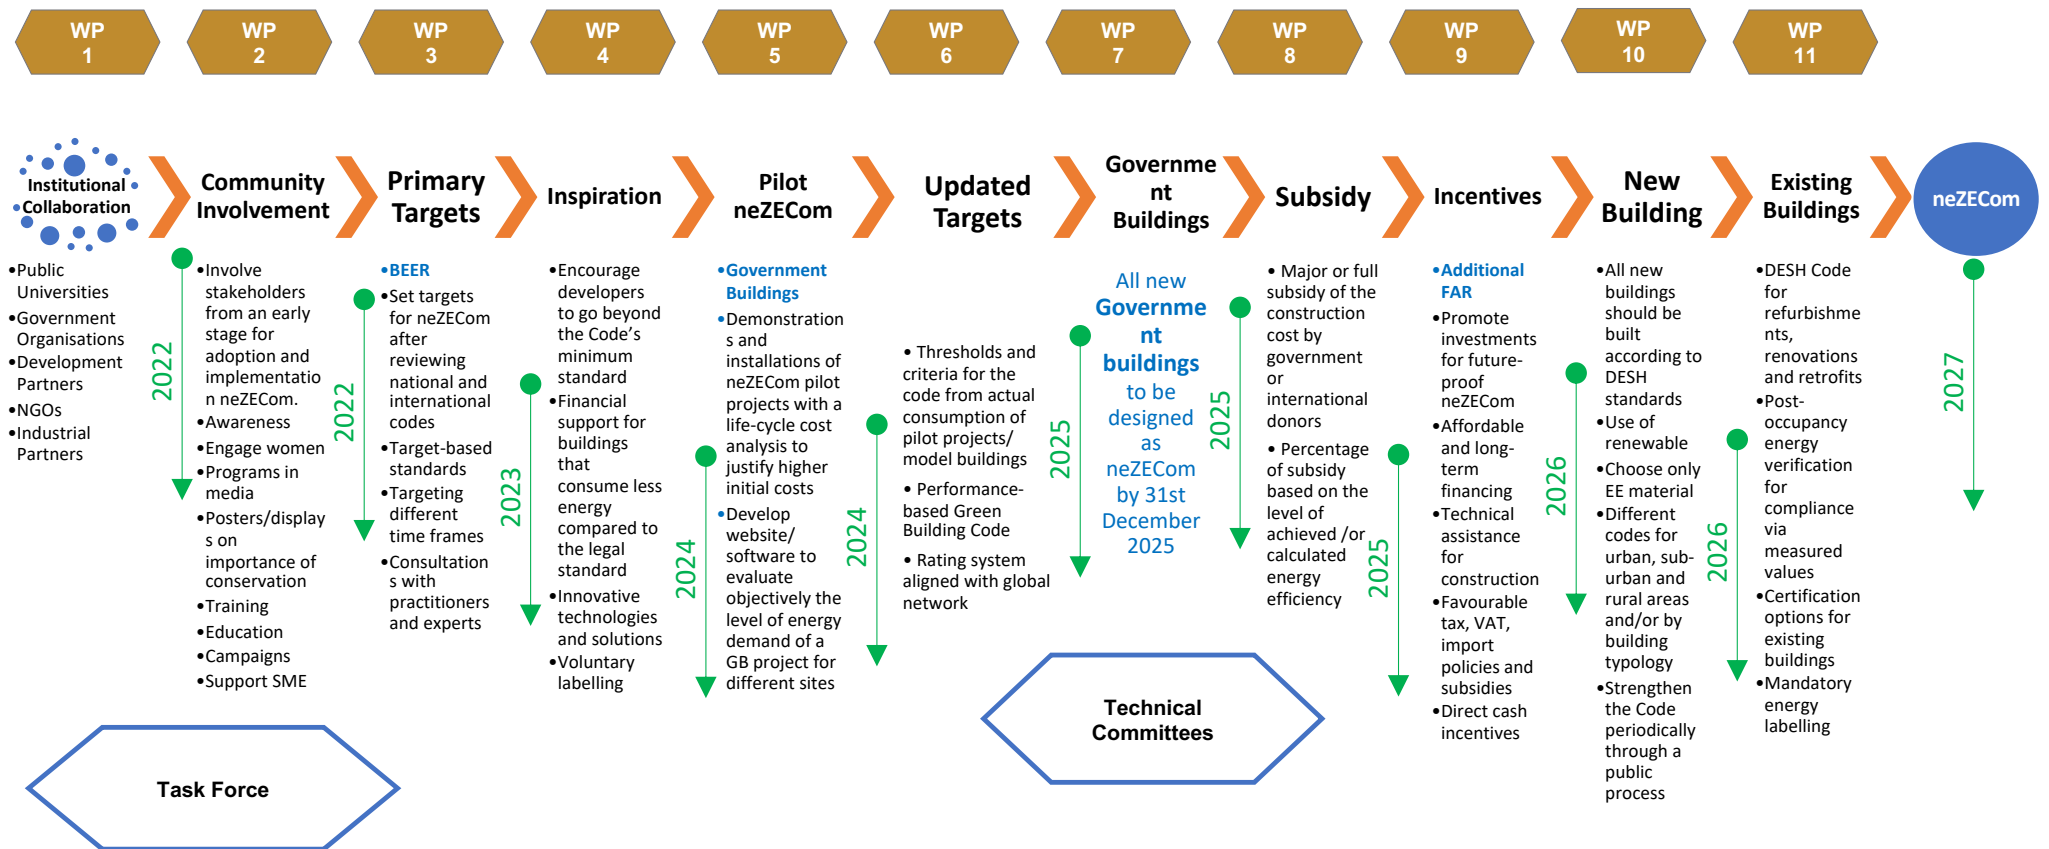 WP
1
WP
2
WP
3
WP
4
WP
5
WP
6
WP
7
WP
8
WP
9
WP
10
WP
11
Institutional
Collaboration
•Public
Universities
•Government
Organisations
•Development
Partners
•NGOs
•Industrial
Partners
2022
Community
Involvement
•Involve
stakeholders
from an early
stage for
adoption and
implementatio
n neZECom.
•Awareness
•Engage women
•Programs in
media
•Posters/display
s on
importance of
conservation
•Training
•Education
•Campaigns
•Support SME
2022
Primary
Targets
•BEER
•Set targets
for neZECom
after
reviewing
national and
international
codes
•Target-based
standards
•Targeting
different
time frames
•Consultation
s with
practitioners
and experts
2023
Inspiration
•Encourage
developers
to go beyond
the Code's
minimum
standard
•Financial
support for
buildings
that
consume less
energy
compared to
the legal
standard
•Innovative
technologies
and solutions
•Voluntary
labelling
2024
Pilot
neZECom
•Government
Buildings
•Demonstration
s and
installations of
neZECom pilot
projects with a
life-cycle cost
analysis to
justify higher
initial costs
•Develop
website/
software to
evaluate
objectively the
level of energy
demand of a
GB project for
different sites
2024
Updated
Targets
• Thresholds and
criteria for the
code from actual
consumption of
pilot projects/
model buildings
• Performance-
based Green
Building Code
• Rating system
aligned with global
network
2025
Governme
nt
Buildings
All new
Governme
nt
buildings
to be
designed
as
neZECom
by 31st
December
2025
2025
Subsidy
• Major or full
subsidy of the
construction
cost by
government
or
international
donors
• Percentage
of subsidy
based on the
level of
achieved /or
calculated
energy
efficiency
2025
Incentives
•Additional
FAR
•Promote
investments
for future-
proof
neZECom
•Affordable
and long-
term
financing
•Technical
assistance
for
construction
•Favourable
tax, VAT,
import
policies and
subsidies
•Direct cash
incentives
2026
New
Building
•All new
buildings
should be
built
according to
DESH
standards
•Use of
renewable
•Choose only
EE material
•Different
codes for
urban, sub-
urban and
rural areas
and/or by
building
typology
•Strengthen
the Code
periodically
through a
public
process
2026
Existing
Buildings
•DESH Code
for
refurbishme
nts,
renovations
and retrofits
•Post-
occupancy
energy
verification
for
compliance
via
measured
values
•Certification
options for
existing
buildings
•Mandatory
energy
labelling
neZECom
2027
Task Force
Technical
Committees